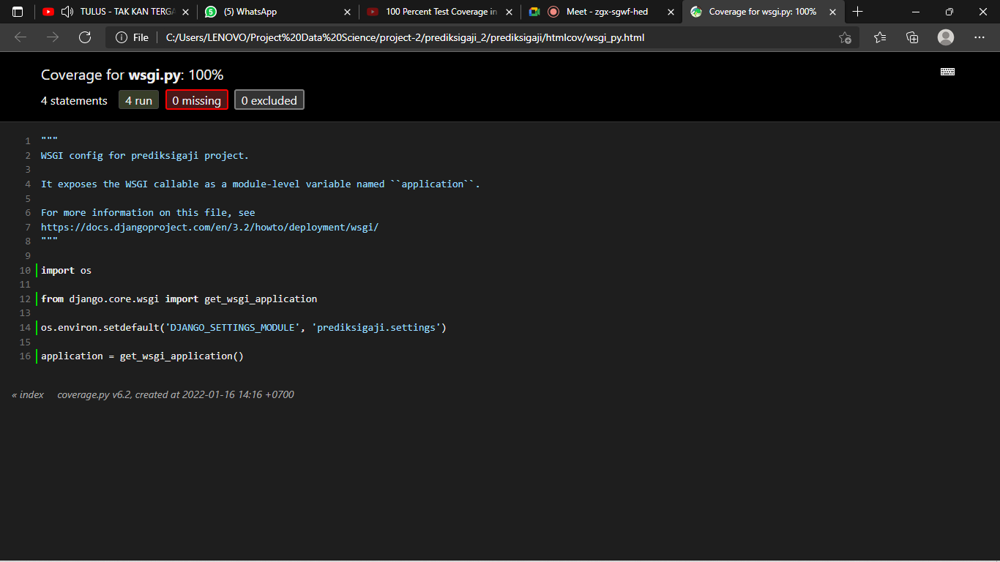 TULUS - TAK KAN TERGA
(5) WhatsApp
100 Percent Test Coverage in
Meet - zgx-sgwf-hed
Coverage for wsgi.py: 100%
File
C:/Users/LENOVO/Project%20Data%20Science/project-2/prediksigaji_2/prediksigaji/htmlcov/wsgi_py.html
Coverage for wsgi.py: 100%
4 statements 4 run 0 missing 0 excluded
1 """
2 WSGI config for prediksigaji project.
3
4 It exposes the WSGI callable as a module-level variable named ``application``.
5
6 For more information on this file, see
7 https://docs.djangoproject.com/en/3.2/howto/deployment/wsgi/
8 """
9
10 import os
11
12 from django.core.wsgi import get_wsgi_application
13
14 os.environ.setdefault('DJANGO_SETTINGS_MODULE', 'prediksigaji.settings')
15
16 application = get_wsgi_application()
« index coverage.py v6.2, created at 2022-01-16 14:16 +0700